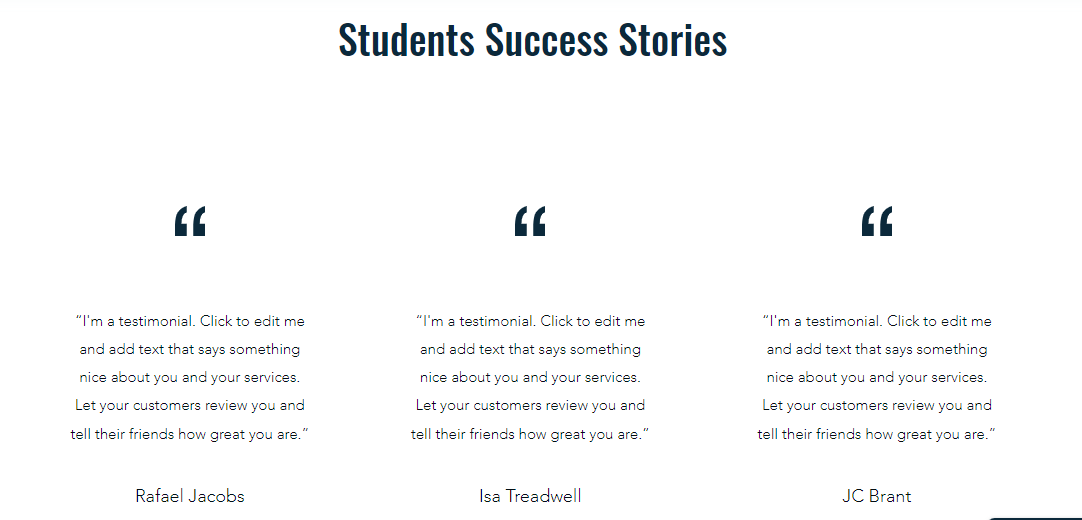 Students Success Stories
“ “ “
“I'm a testimonial. Click to edit me
and add text that says something
nice about you and your services.
Let your customers review you and
tell their friends how great you are.”
Rafael Jacobs
“I'm a testimonial. Click to edit me
and add text that says something
nice about you and your services.
Let your customers review you and
tell their friends how great you are.”
Isa Treadwell
“I'm a testimonial. Click to edit me
and add text that says something
nice about you and your services.
Let your customers review you and
tell their friends how great you are.”
JC Brant